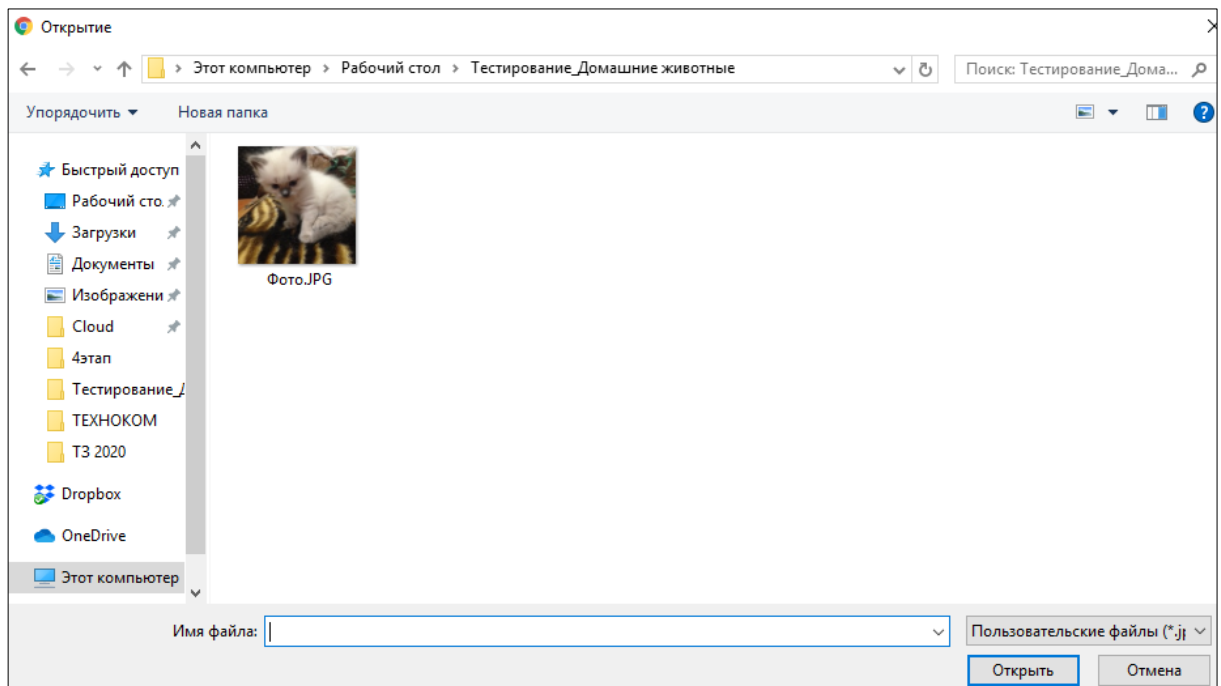 Открытие
Этот компьютер > Рабочий стол > Тестирование_Домашние животные
Поиск: Тестирование_Дома...
Упорядочить
Новая папка
Быстрый доступ
Рабочий сто
Загрузки
Документы
Изображени
Cloud
4этап
Тестирование_Д
ТЕХНОКОМ
ТЗ 2020
Dropbox
OneDrive
Этот компьютер
Фото.JPG
Имя файла:
Пользовательские файлы (*.jp
Открыть
Отмена